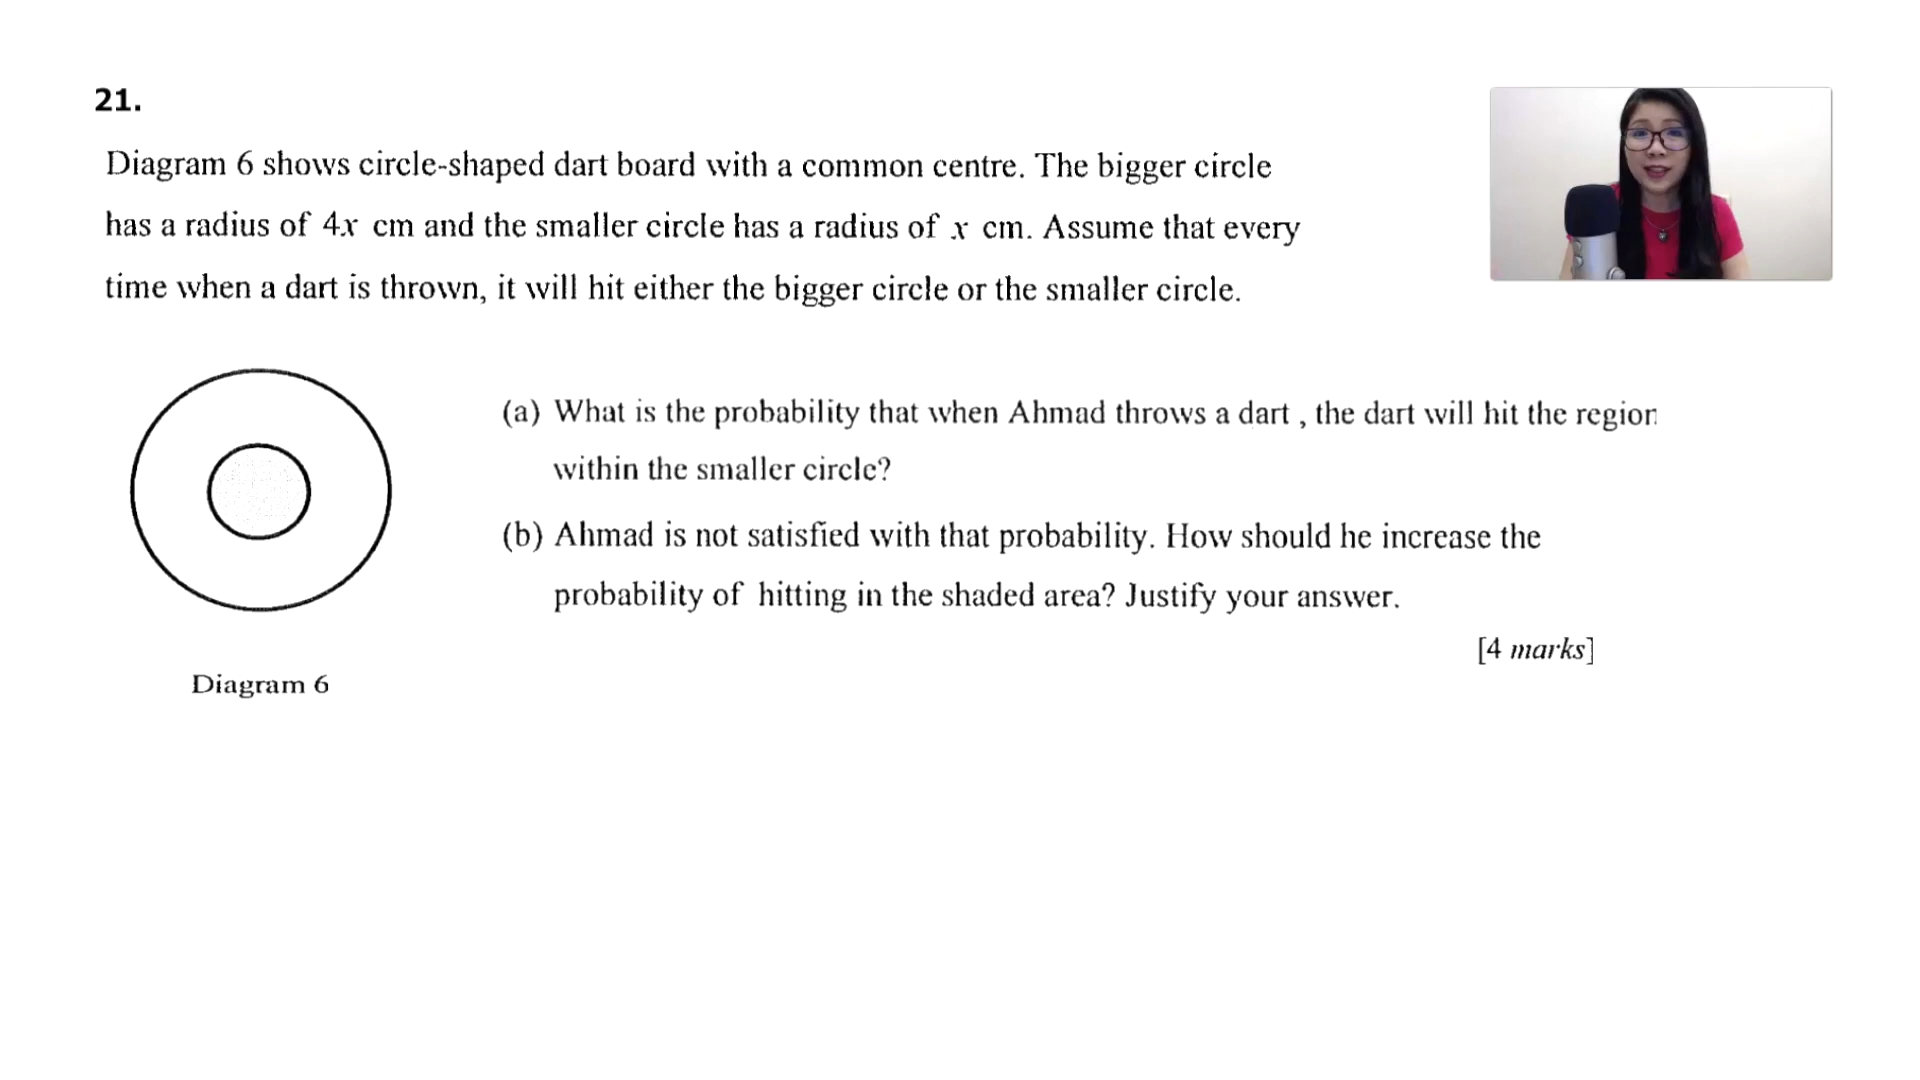 21.
Diagram 6 shows circle-shaped dart board with a common centre. The bigger circle
has a radius of 4x cm and the smaller circle has a radius of x cm. Assume that every
time when a dart is thrown, it will hit either the bigger circle or the smaller circle.
(a) What is the probability that when Ahmad throws a dart , the dart will hit the region
within the smaller circle?
(b) Ahmad is not satisfied with that probability. How should he increase the
probability of hitting in the shaded area? Justify your answer.
[4 marks]
Diagram 6